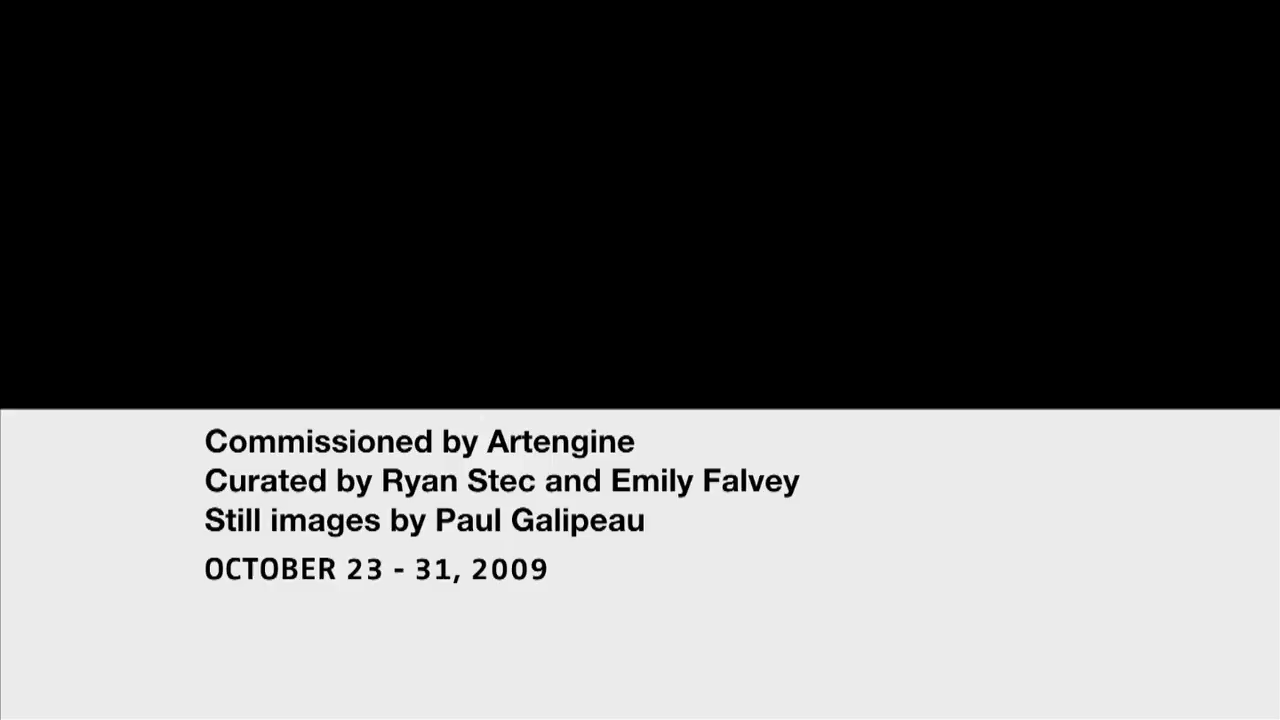 Commissioned by Artengine
Curated by Ryan Stec and Emily Falvey
Still images by Paul Galipeau
OCTOBER 23 - 31, 2009